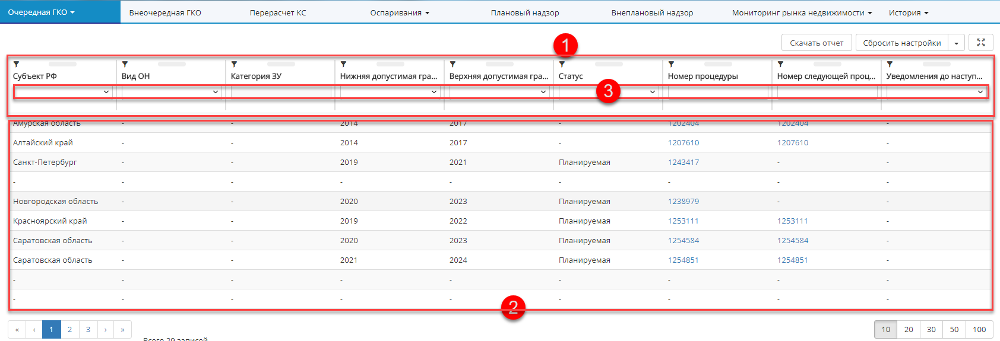 Очередная ГКО Внеочередная ГКО Перерасчет КС Оспаривания Плановый надзор Внеплановый надзор Мониторинг рынка недвижимости История
1
Скачать отчет Сбросить настройки
Субъект РФ Вид ОН Категория ЗУ Нижняя допустимая гра... Верхняя допустимая гра... Статус Номер процедуры Номер следующей проц... Уведомления до наступ...
3
Амурская область - - 2014 2017 - 1202404 1202404 -
Алтайский край - - 2014 2017 - 1207610 1207610 -
Санкт-Петербург - - 2019 2021 Планируемая 1243417 - -
- - - - - - - - -
Новгородская область - - 2020 2023 Планируемая 1238979 - -
Красноярский край - - 2019 2022 Планируемая 1253111 1253111 -
Саратовская область - - 2020 2023 Планируемая 1254584 1254584 -
Саратовская область - - 2021 2024 Планируемая 1254851 1254851 -
- - - - - - - - -
- - - - - - - - -
2
« ‹ 1 2 3 › » 10 20 30 50 100
Всего 29 записей